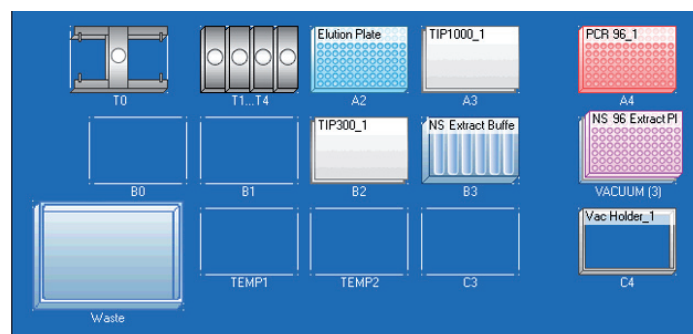 Elution Plate
TIP1000_1
PCR 96_1
T0
T1...T4
A2
A3
A4
TIP300_1
NS Extract Buffe
NS 96 Extract Pl
B0
B1
B2
B3
VACUUM (3)
Vac Holder_1
TEMP1
TEMP2
C3
C4
Waste